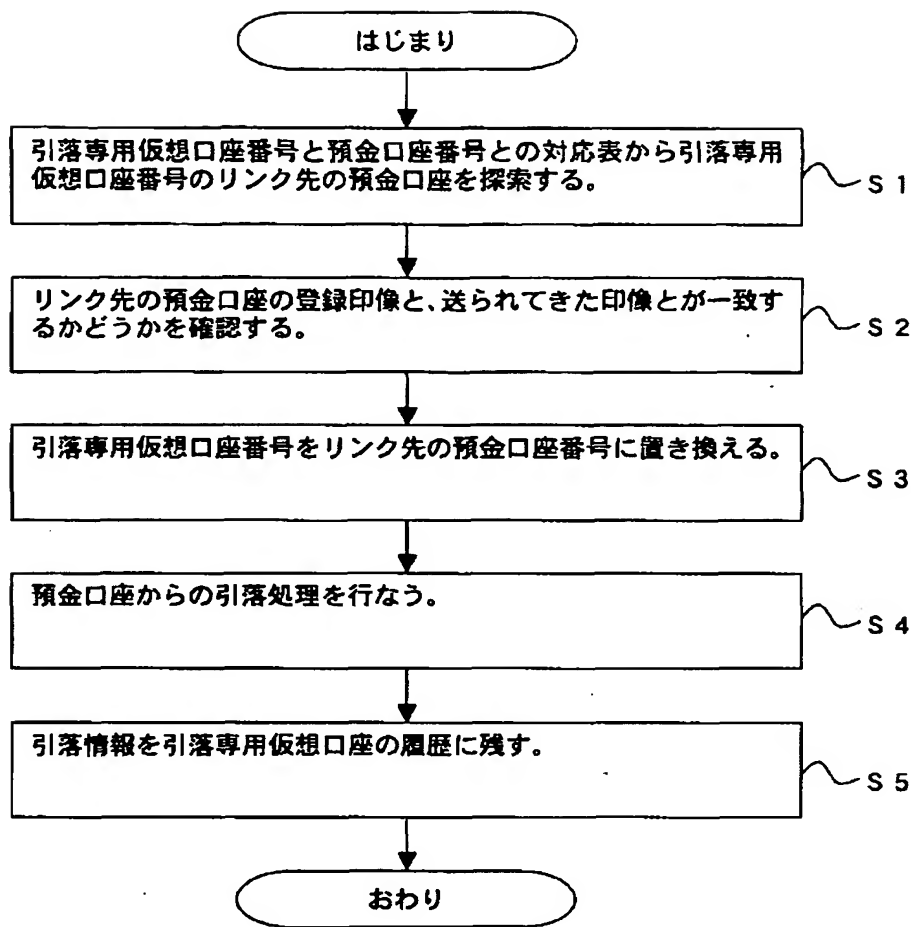 はじまり
引落専用仮想口座番号と預金口座番号との対応表から引落専用
仮想口座番号のリンク先の預金口座を探索する。
S 1
リンク先の預金口座の登録印像と、送られてきた印像とが一致す
るかどうかを確認する。
S 2
引落専用仮想口座番号をリンク先の預金口座番号に置き換える。
S 3
預金口座からの引落処理を行なう。
S 4
引落情報を引落専用仮想口座の履歴に残す。
S 5
おわり